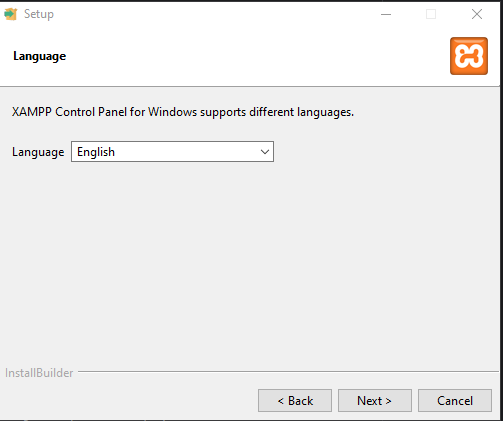 Setup
Language
XAMPP Control Panel for Windows supports different languages.
Language English
InstallBuilder
< Back Next > Cancel